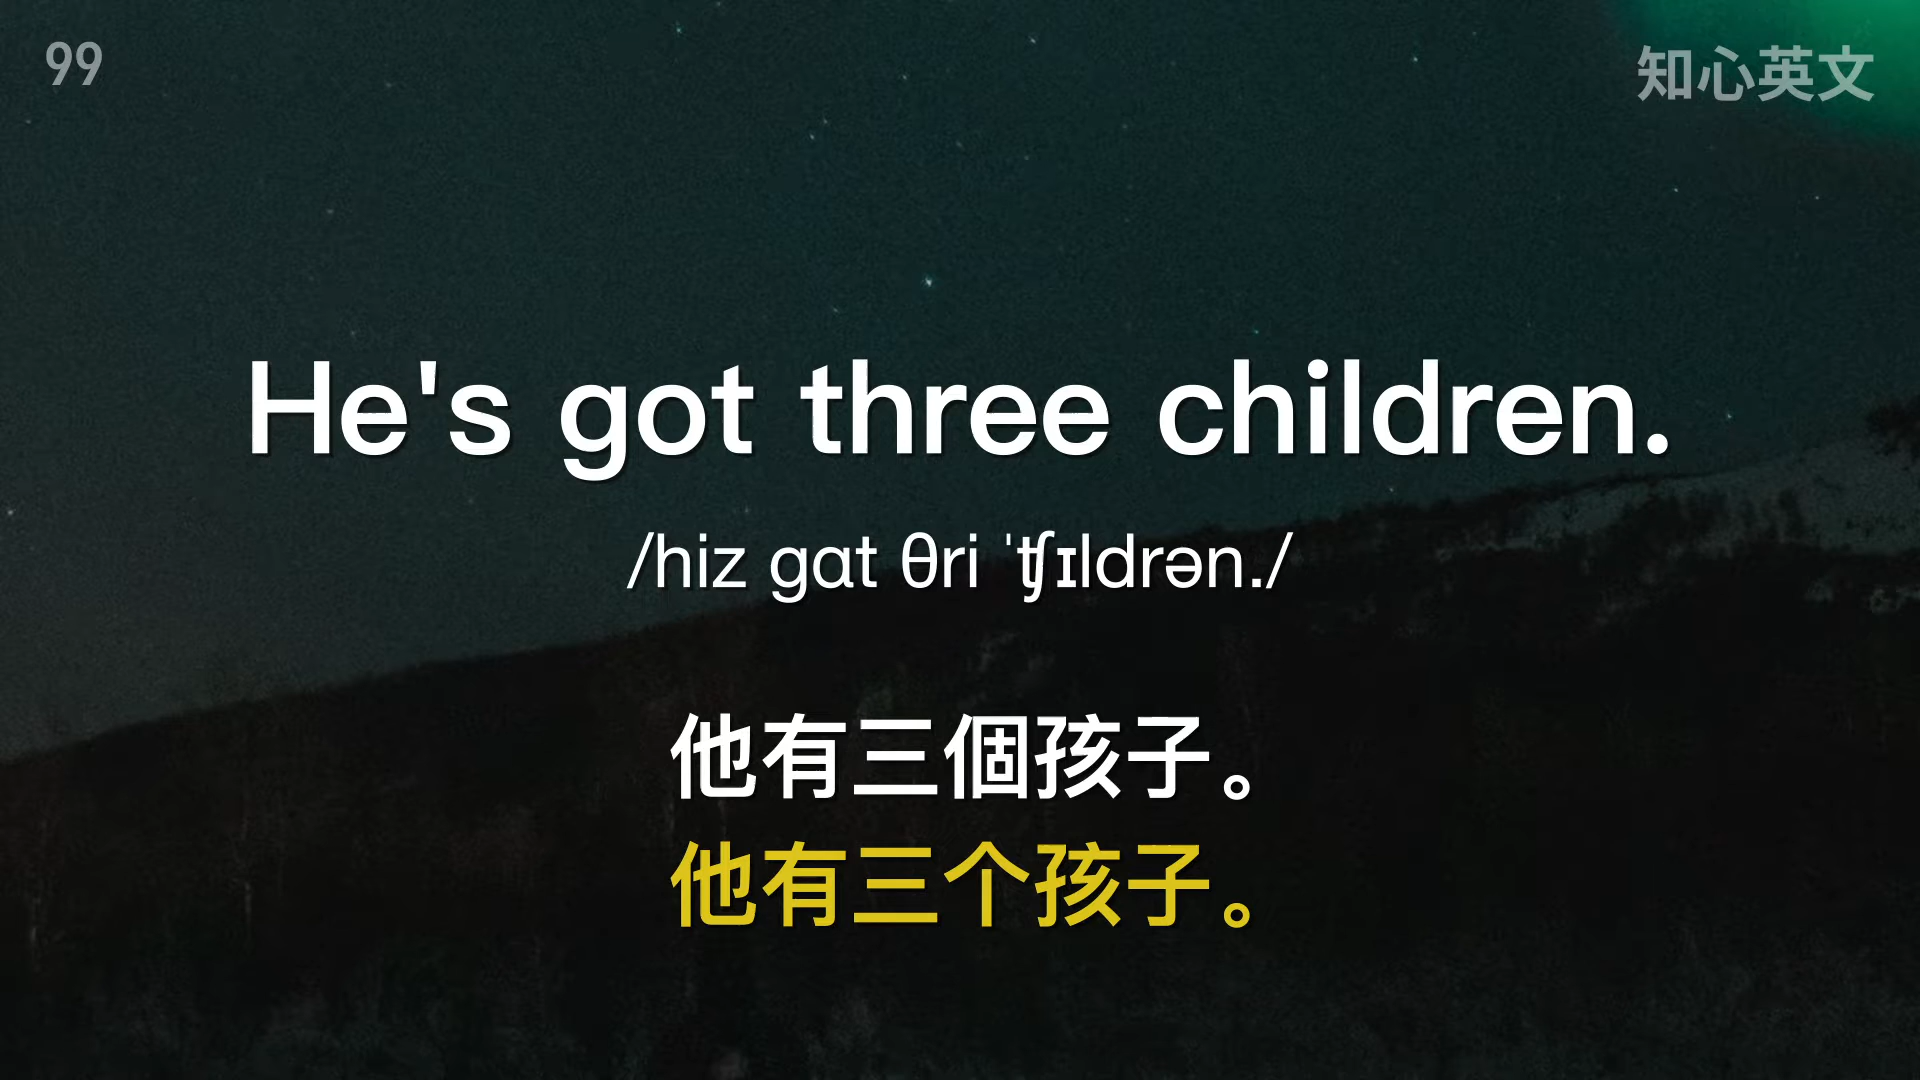 99
知心英文
He's got three children.
/hiz gɑt θri ˈʧɪldrən./
他有三個孩子。
他有三个孩子。